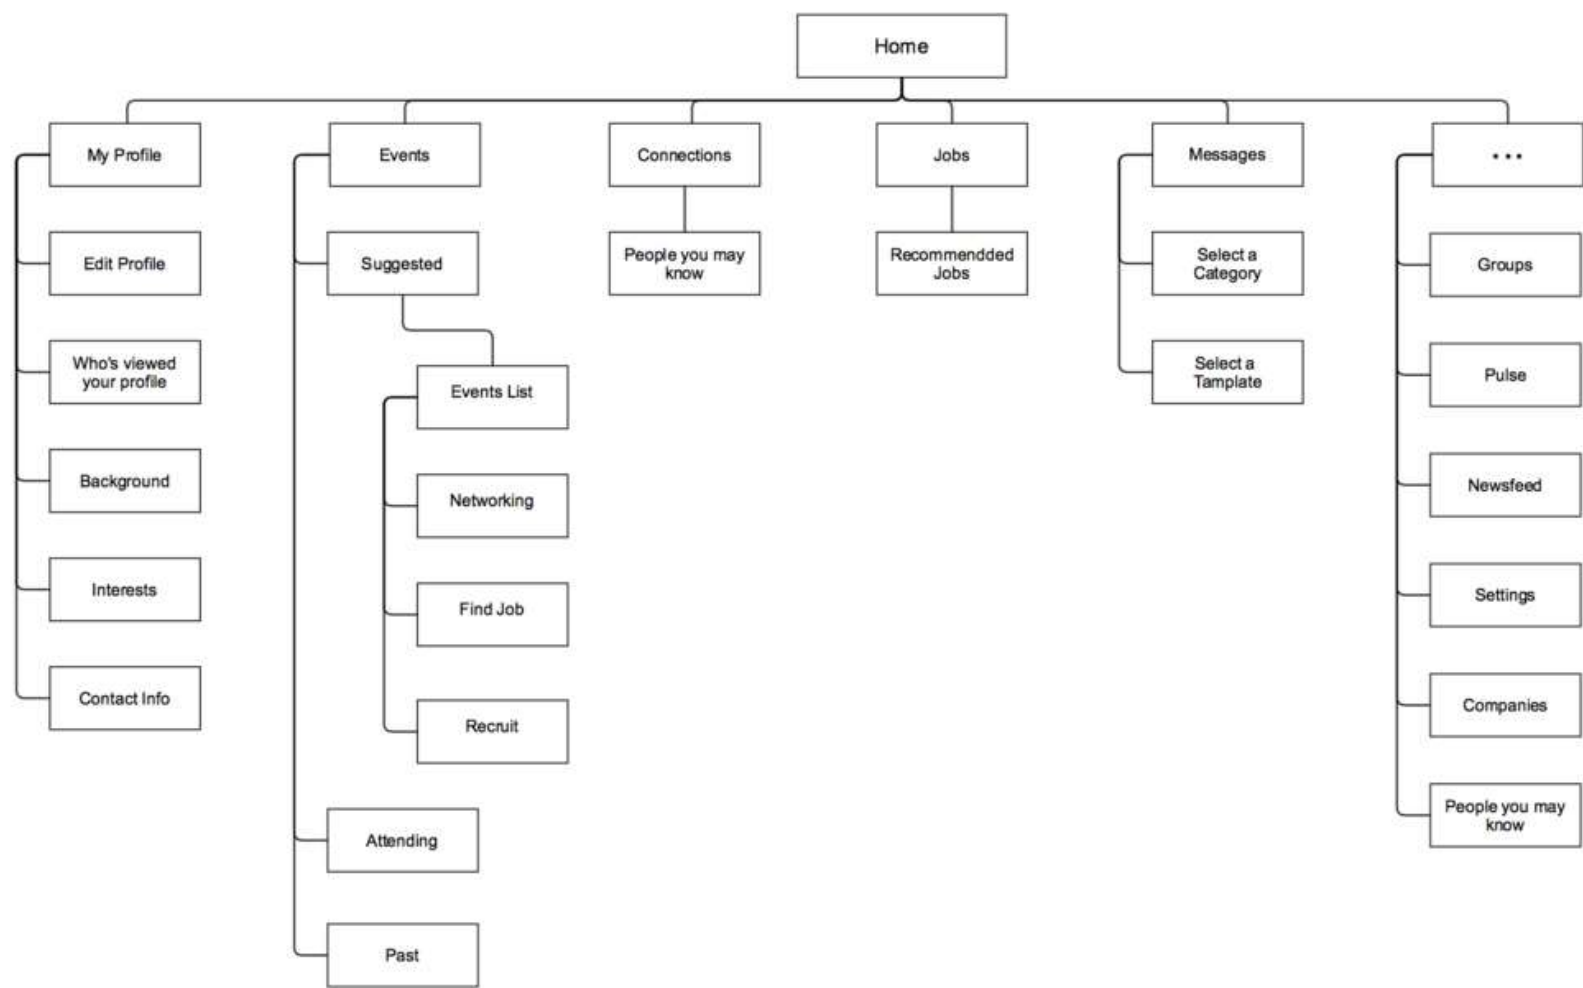 Home
My Profile
Events
Connections
Jobs
Messages
...
Edit Profile
Suggested
People you may
know
Recommendded
Jobs
Select a
Category
Groups
Who's viewed
your profile
Events List
Select a
Tamplate
Pulse
Background
Networking
Newsfeed
Interests
Find Job
Settings
Contact Info
Recruit
Companies
Attending
People you may
know
Past